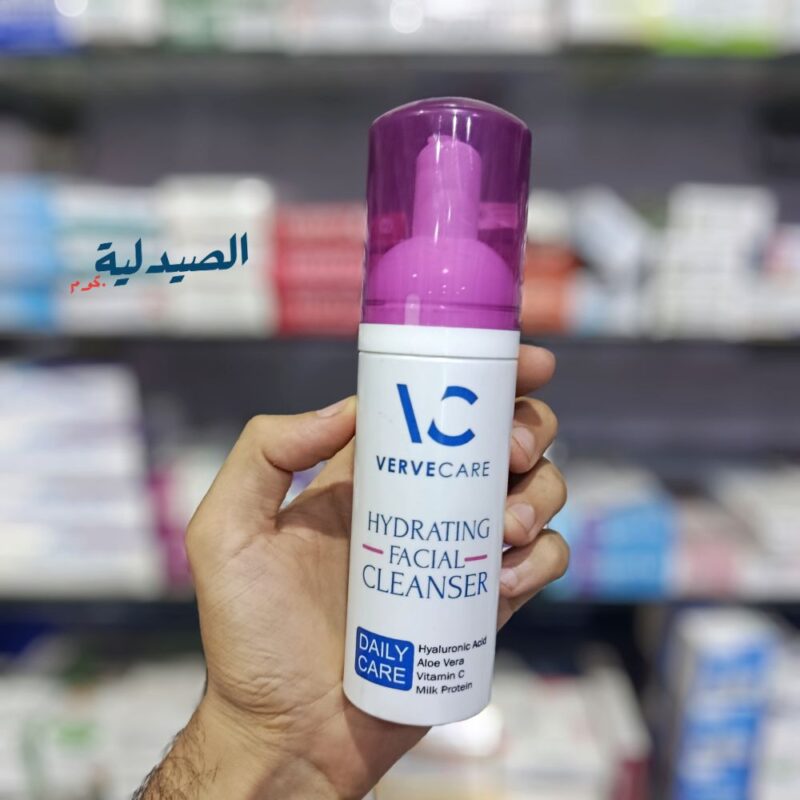 الصيدلية
.كوم
VC
VERVECARE
HYDRATING
FACIAL
CLEANSER
DAILY
CARE
Hyaluronic Acid
Aloe Vera
Vitamin C
Milk Protein